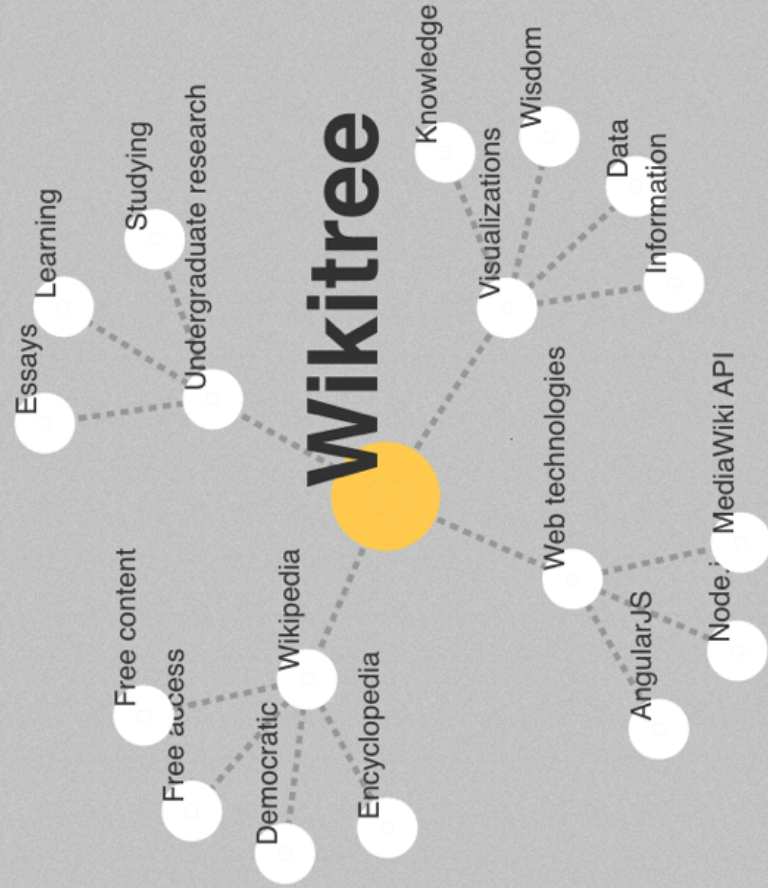 Essays
Learning
Free content
Studying
Free access
Undergraduate research
Democratic
Wikipedia
Wikitree
Encyclopedia
Knowledge
Visualizations
Wisdom
Web technologies
Data
AngularJS
Information
Node.j
MediaWiki API